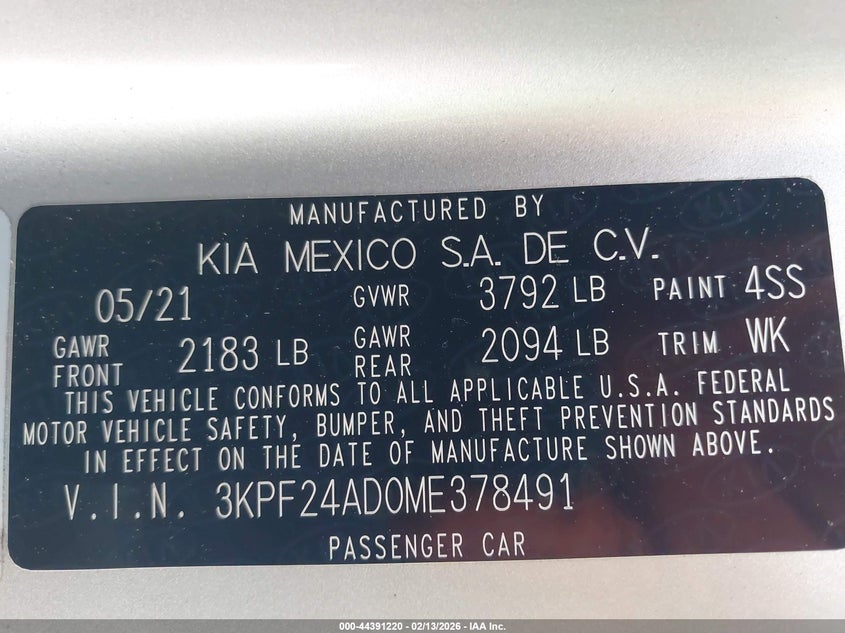 MANUFACTURED BY
KIA MEXICO S.A. DE C.V.
05/21 GVWR 3792 LB PAINT 4SS
GAWR FRONT 2183 LB GAWR REAR 2094 LB TRIM WK
THIS VEHICLE CONFORMS TO ALL APPLICABLE U.S.A. FEDERAL
MOTOR VEHICLE SAFETY, BUMPER, AND THEFT PREVENTION STANDARDS
IN EFFECT ON THE DATE OF MANUFACTURE SHOWN ABOVE.
V.I.N. 3KPF24AD0ME378491
PASSENGER CAR
000-44391220 - 02/13/2026 - IAA Inc.